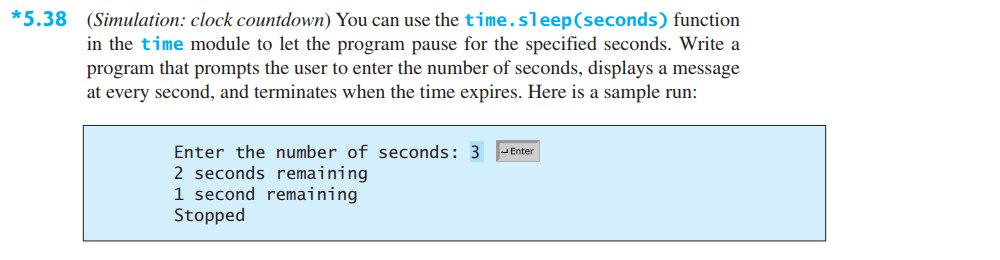 *5.38 (Simulation: clock countdown) You can use the time.sleep(seconds) function
in the time module to let the program pause for the specified seconds. Write a
program that prompts the user to enter the number of seconds, displays a message
at every second, and terminates when the time expires. Here is a sample run:
Enter the number of seconds: 3 ↵Enter
2 seconds remaining
1 second remaining
Stopped